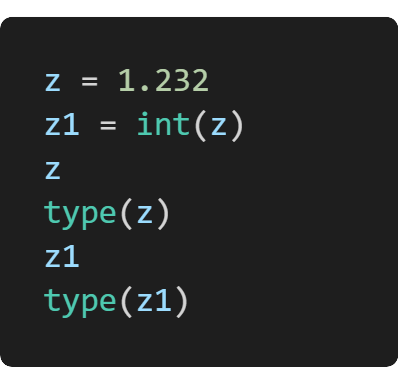 z = 1.232
z1 = int(z)
z
type(z)
z1
type(z1)